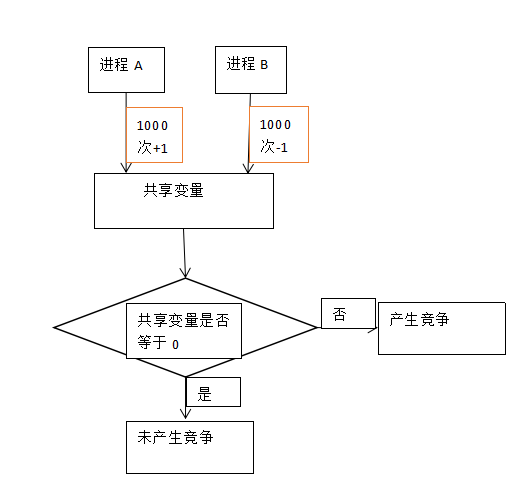 进程 A
进程 B
1000
次+1
1000
次-1
共享变量
共享变量是否
等于 0
否
产生竞争
是
未产生竞争